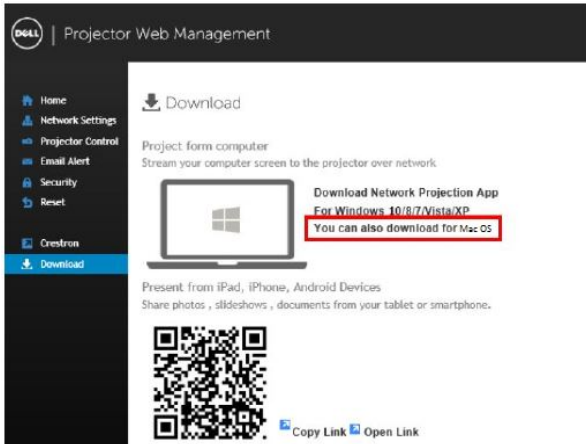 DELL | Projector Web Management
Home
Network Settings
Projector Control
Email Alert
Security
Reset
Crestron
Download
Download
Project form computer
Stream your computer screen to the projector over network
Download Network Projection App
For Windows 10/8/7/Vista/XP
You can also download for Mac OS
Present from iPad, iPhone, Android Devices
Share photos , slideshows , documents from your tablet or smartphone.
Copy Link Open Link